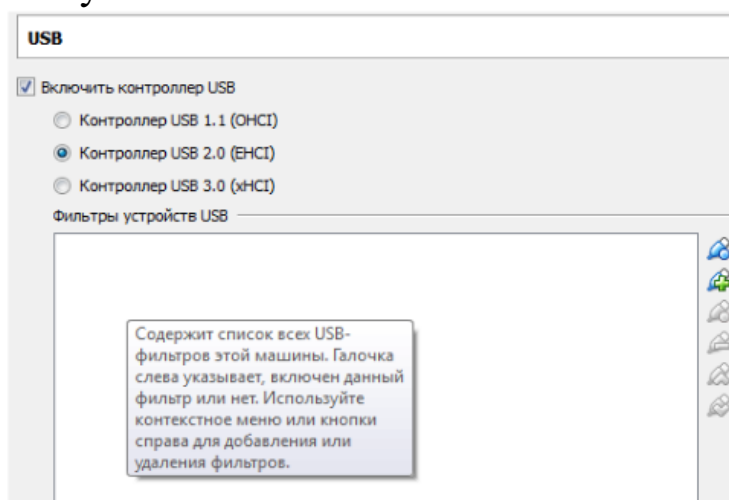 USB
Включить контроллер USB
Контроллер USB 1.1 (OHCI)
Контроллер USB 2.0 (EHCI)
Контроллер USB 3.0 (xHCI)
Фильтры устройств USB
Содержит список всех USB-
фильтров этой машины. Галочка
слева указывает, включен данный
фильтр или нет. Используйте
контекстное меню или кнопки
справа для добавления или
удаления фильтров.